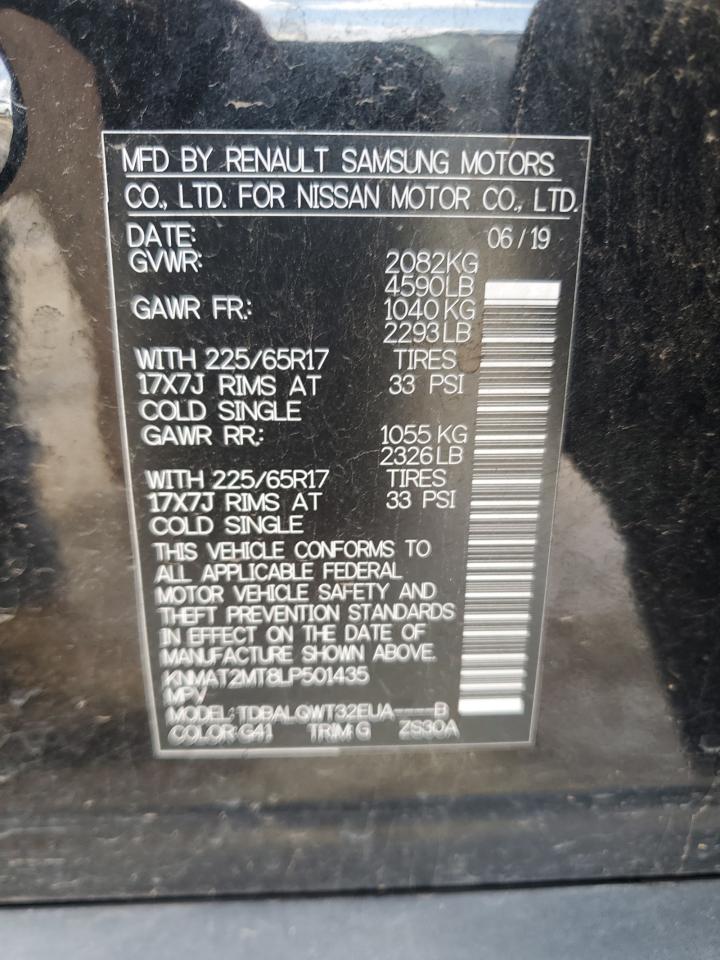 MFD BY RENAULT SAMSUNG MOTORS
CO., LTD. FOR NISSAN MOTOR CO., LTD.
DATE: 06/19
GVWR: 2082KG
4590LB
GAWR FR: 1040 KG
2293LB
WITH 225/65R17 TIRES
17X7J RIMS AT 33 PSI
COLD SINGLE
GAWR RR: 1055 KG
2326LB
WITH 225/65R17 TIRES
17X7J RIMS AT 33 PSI
COLD SINGLE
THIS VEHICLE CONFORMS TO
ALL APPLICABLE FEDERAL
MOTOR VEHICLE SAFETY AND
THEFT PREVENTION STANDARDS
IN EFFECT ON THE DATE OF
MANUFACTURE SHOWN ABOVE.
KNMAT2MT8LP501435
MPV
MODEL: TDBALQWT32EUA----B
COLOR: G41 TRIM: G ZS30A